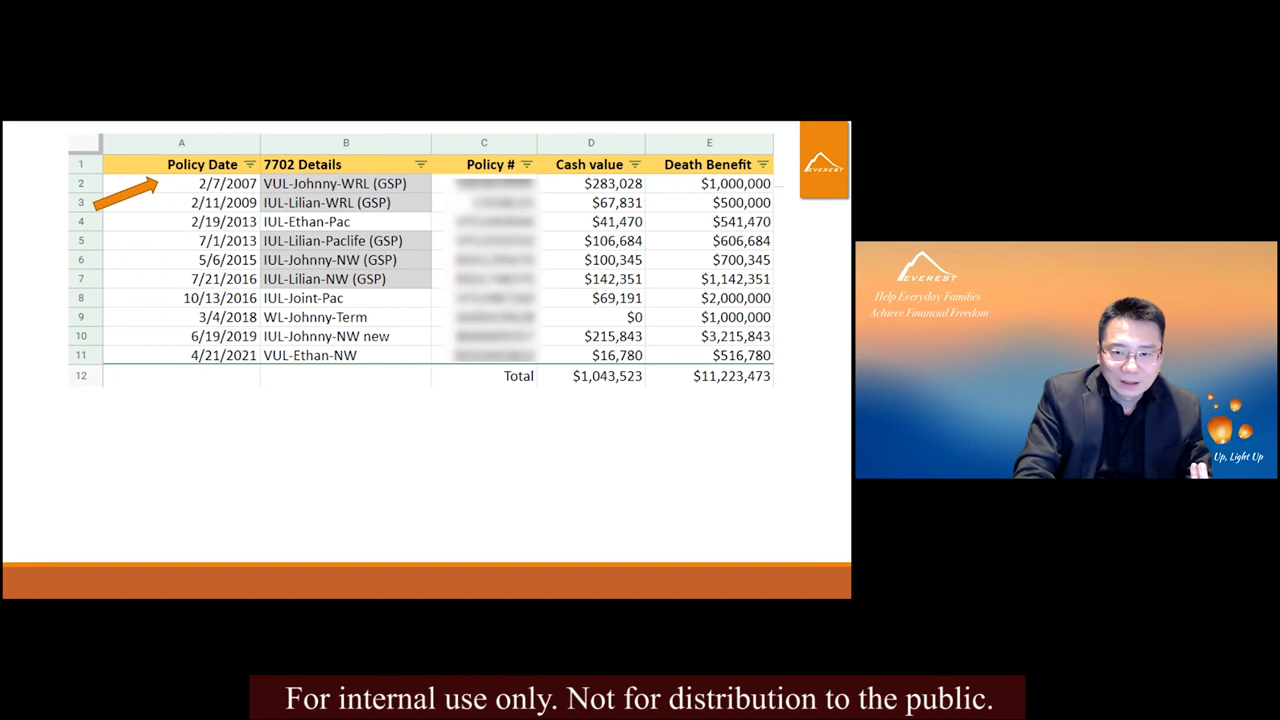 A B C D E
1 Policy Date 7702 Details Policy # Cash value Death Benefit
2 2/7/2007 VUL-Johnny-WRL (GSP) $283,028 $1,000,000
3 2/11/2009 IUL-Lilian-WRL (GSP) $67,831 $500,000
4 2/19/2013 IUL-Ethan-Pac $41,470 $541,470
5 7/1/2013 IUL-Lilian-Paclife (GSP) $106,684 $606,684
6 5/6/2015 IUL-Johnny-NW (GSP) $100,345 $700,345
7 7/21/2016 IUL-Lilian-NW (GSP) $142,351 $1,142,351
8 10/13/2016 IUL-Joint-Pac $69,191 $2,000,000
9 3/4/2018 WL-Johnny-Term $0 $1,000,000
10 6/19/2019 IUL-Johnny-NW new $215,843 $3,215,843
11 4/21/2021 VUL-Ethan-NW $16,780 $516,780
12 Total $1,043,523 $11,223,473
EVEREST
EVEREST
Help Everyday Families
Achieve Financial Freedom
Up, Light Up
For internal use only. Not for distribution to the public.